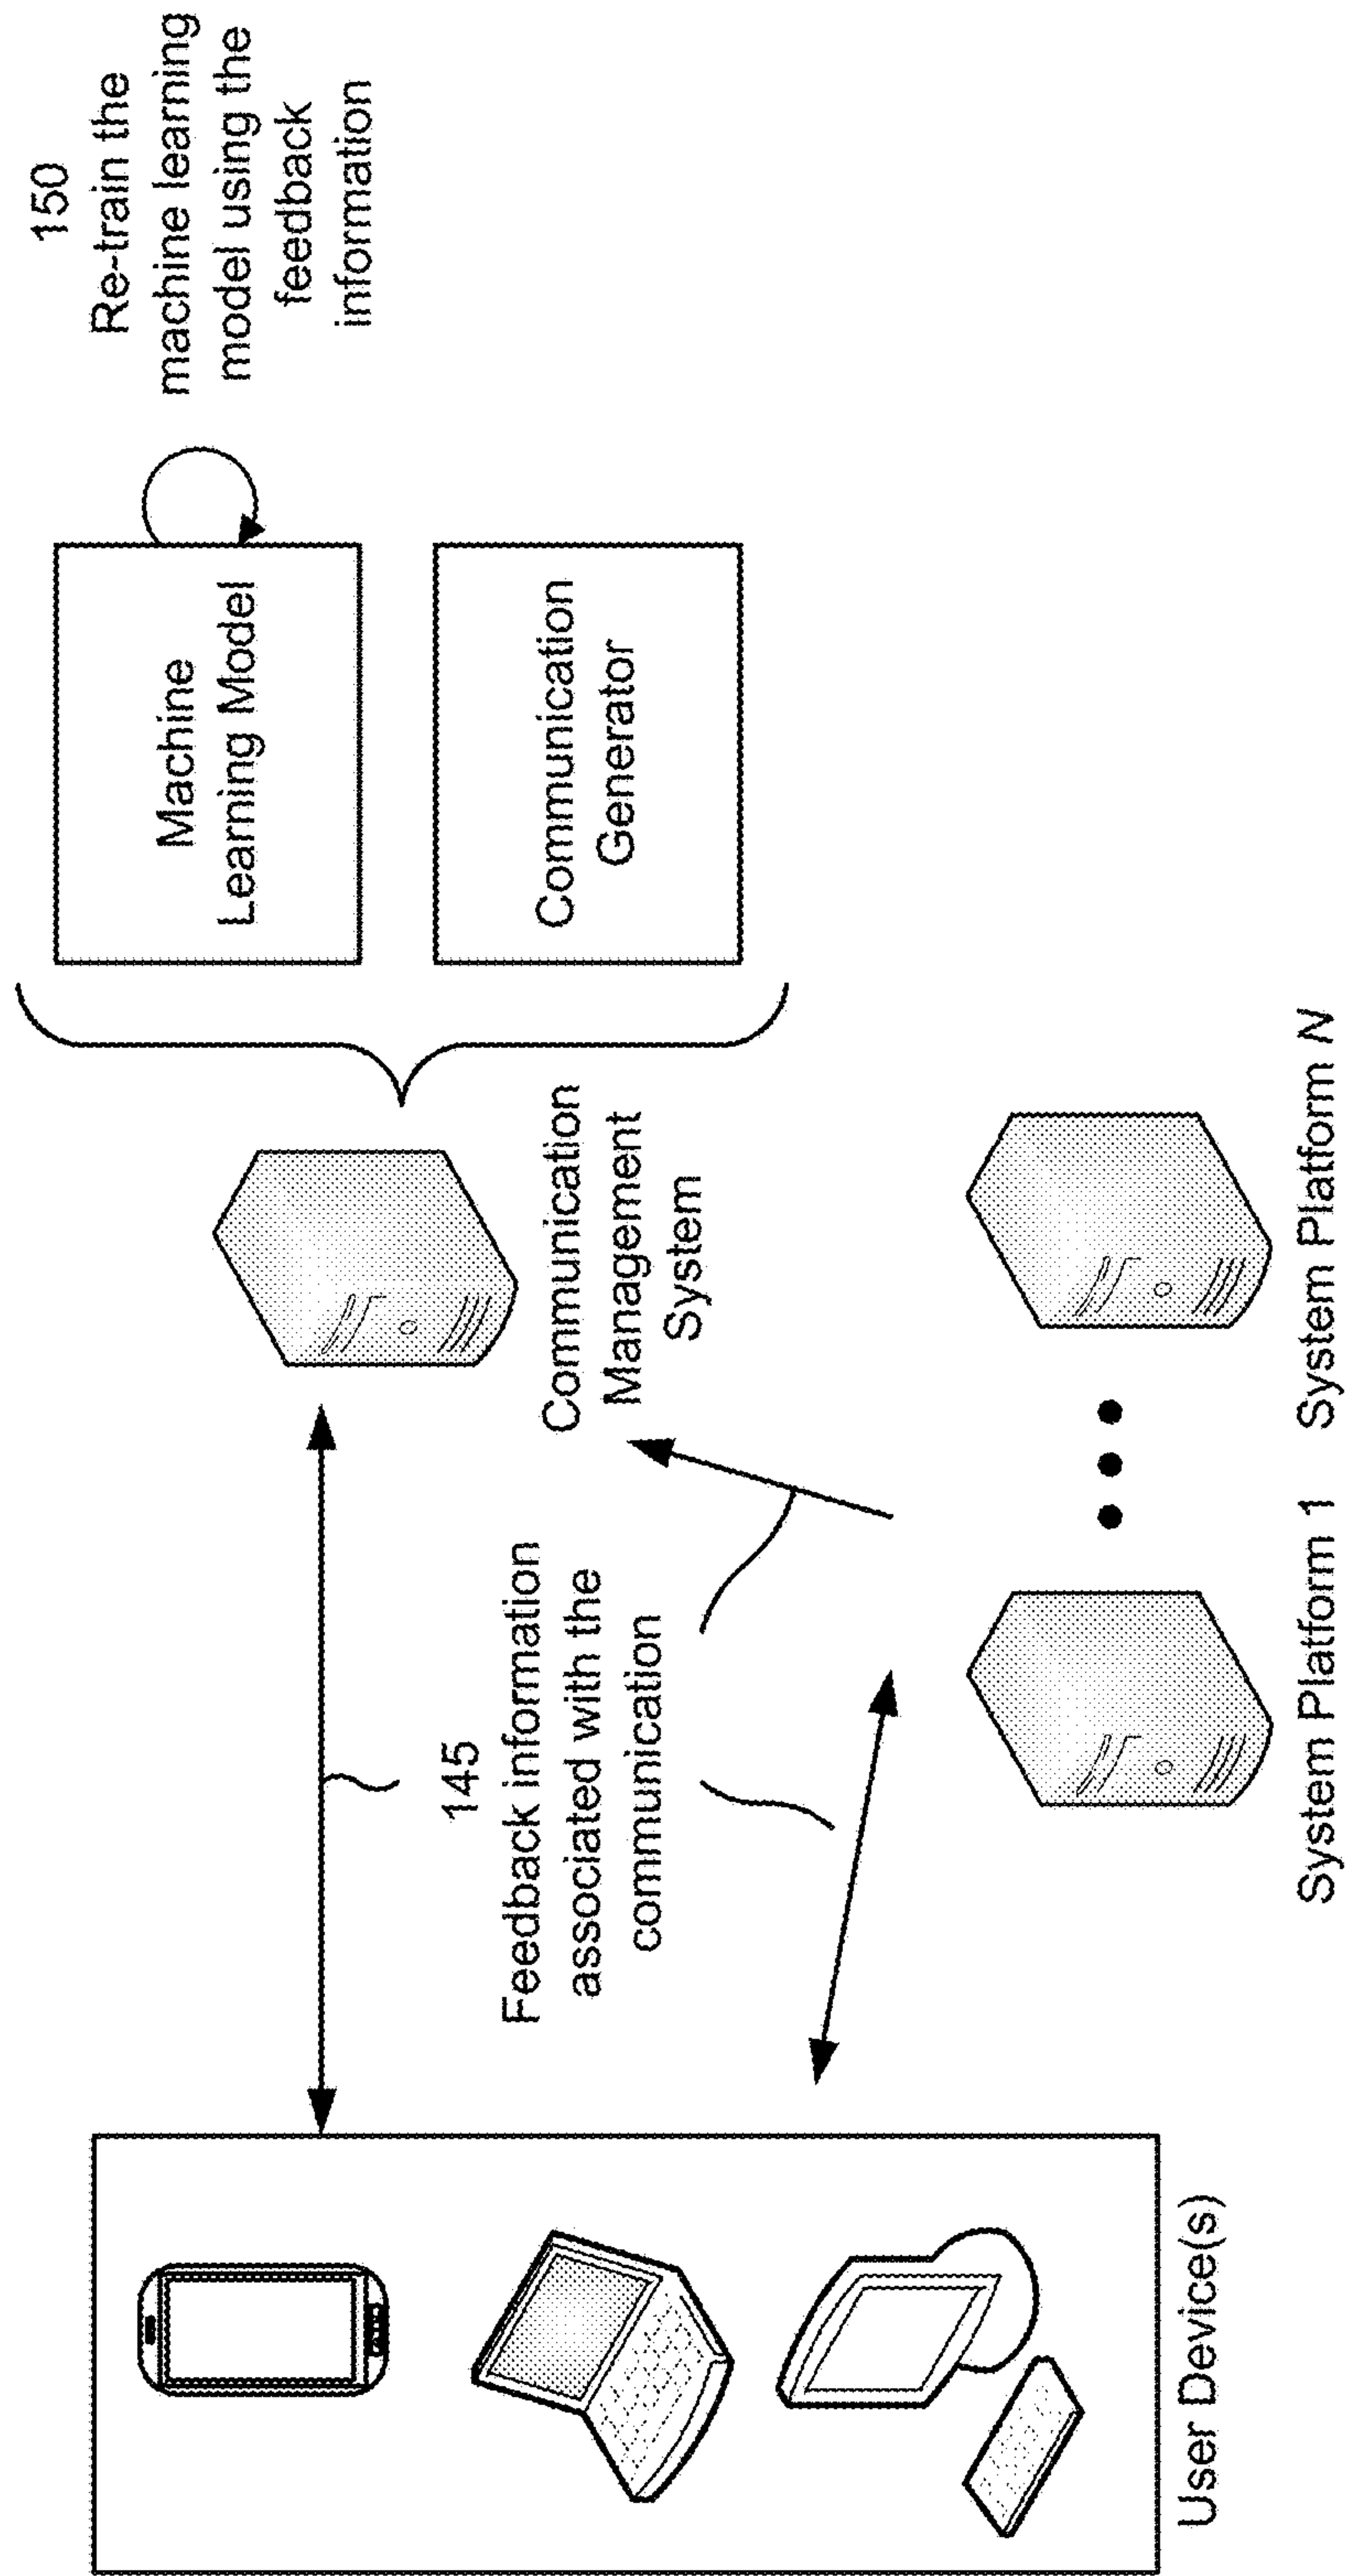 150
Re-train the
machine learning
model using the
feedback
information
Machine
Learning Model
Communication
Generator
Communication
Management
System
145
Feedback information
associated with the
communication
User Device(s)
System Platform 1
System Platform N